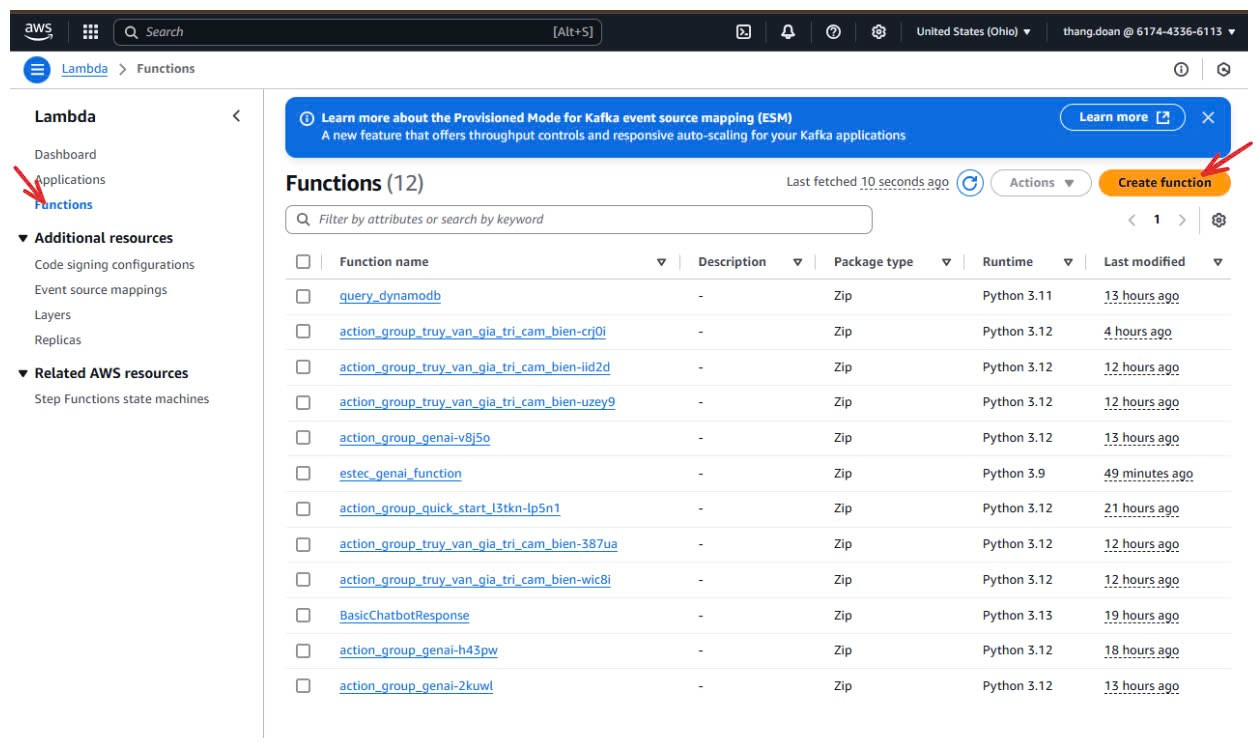 aws Search [Alt+S] United States (Ohio) ▼ thang.doan @ 6174-4336-6113 ▼
Lambda > Functions
Lambda
Dashboard
Applications
Functions
▼ Additional resources
Code signing configurations
Event source mappings
Layers
Replicas
▼ Related AWS resources
Step Functions state machines
Learn more about the Provisioned Mode for Kafka event source mapping (ESM)
A new feature that offers throughput controls and responsive auto-scaling for your Kafka applications
Learn more
Functions (12) Last fetched 10 seconds ago Actions ▼ Create function
Filter by attributes or search by keyword < 1 >
Function name Description Package type Runtime Last modified
query_dynamodb - Zip Python 3.11 13 hours ago
action_group_truy_van_gia_tri_cam_bien-crj0i - Zip Python 3.12 4 hours ago
action_group_truy_van_gia_tri_cam_bien-iid2d - Zip Python 3.12 12 hours ago
action_group_truy_van_gia_tri_cam_bien-uzey9 - Zip Python 3.12 12 hours ago
action_group_genai-v8j5o - Zip Python 3.12 13 hours ago
estec_genai_function - Zip Python 3.9 49 minutes ago
action_group_quick_start_l3tkn-lp5n1 - Zip Python 3.12 21 hours ago
action_group_truy_van_gia_tri_cam_bien-387ua - Zip Python 3.12 12 hours ago
action_group_truy_van_gia_tri_cam_bien-wic8i - Zip Python 3.12 12 hours ago
BasicChatbotResponse - Zip Python 3.13 19 hours ago
action_group_genai-h43pw - Zip Python 3.12 18 hours ago
action_group_genai-2kuwl - Zip Python 3.12 13 hours ago